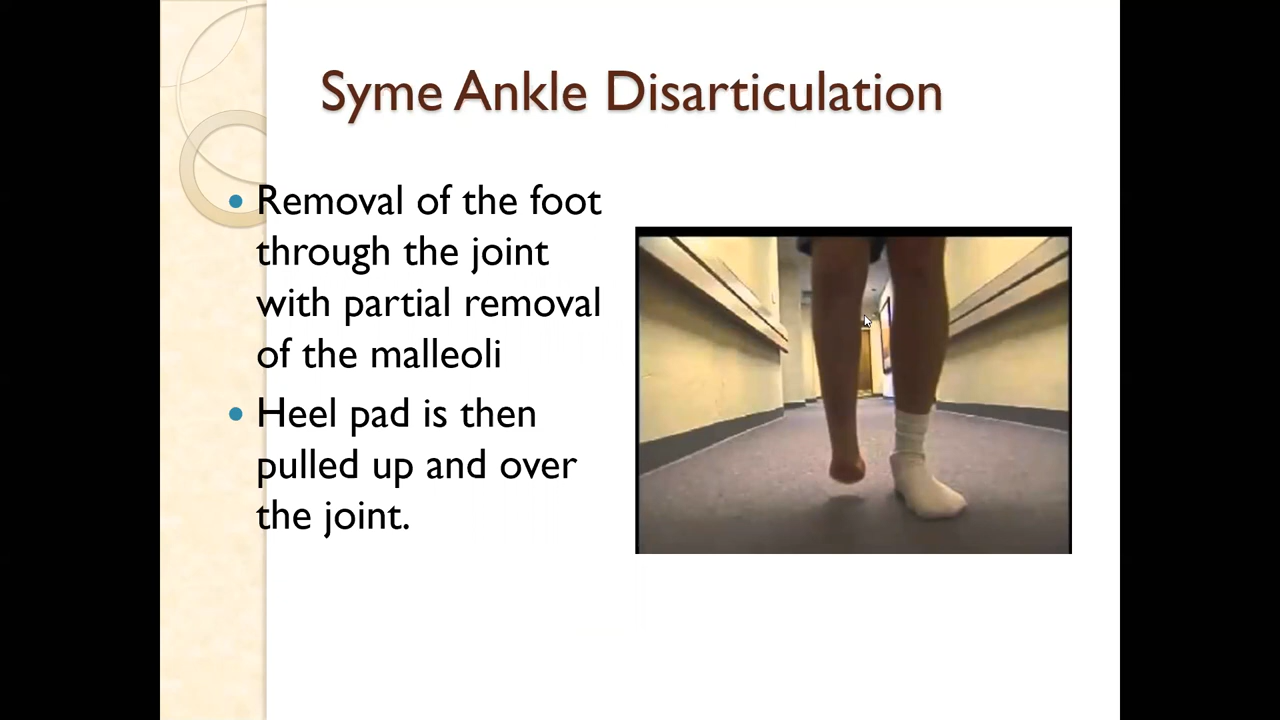 Syme Ankle Disarticulation
Removal of the foot
through the joint
with partial removal
of the malleoli
Heel pad is then
pulled up and over
the joint.